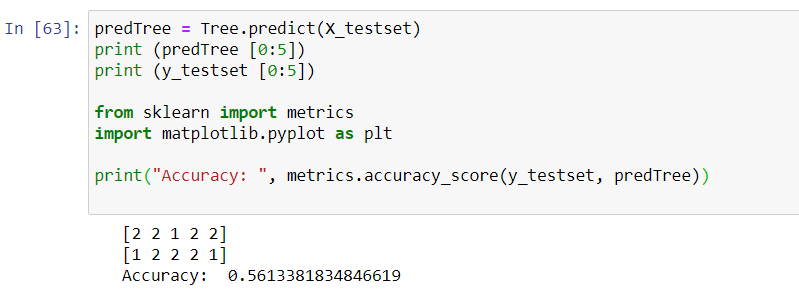 In [63]: predTree = Tree.predict(X_testset)
print (predTree [0:5])
print (y_testset [0:5])
from sklearn import metrics
import matplotlib.pyplot as plt
print("Accuracy: ", metrics.accuracy_score(y_testset, predTree))
[2 2 1 2 2]
[1 2 2 2 1]
Accuracy:  0.5613381834846619